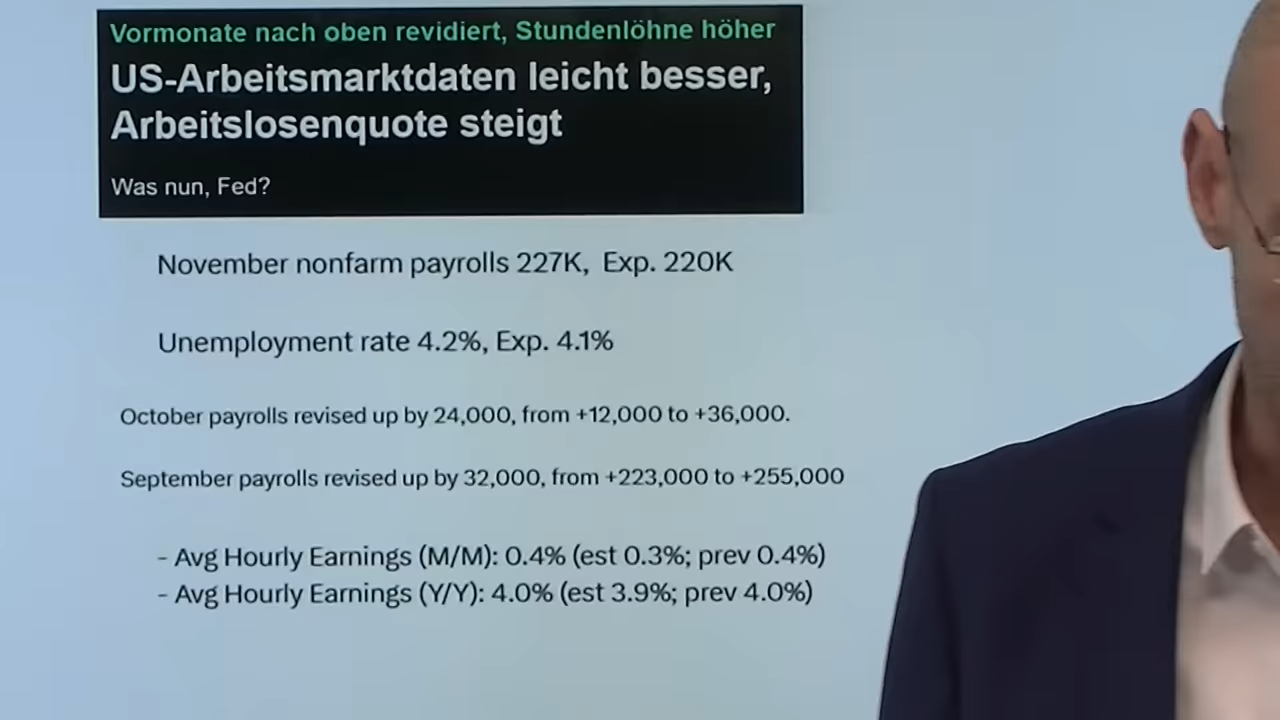 Vormonate nach oben revidiert, Stundenlöhne höher
US-Arbeitsmarktdaten leicht besser,
Arbeitslosenquote steigt
Was nun, Fed?
November nonfarm payrolls 227K, Exp. 220K
Unemployment rate 4.2%, Exp. 4.1%
October payrolls revised up by 24,000, from +12,000 to +36,000.
September payrolls revised up by 32,000, from +223,000 to +255,000
- Avg Hourly Earnings (M/M): 0.4% (est 0.3%; prev 0.4%)
- Avg Hourly Earnings (Y/Y): 4.0% (est 3.9%; prev 4.0%)